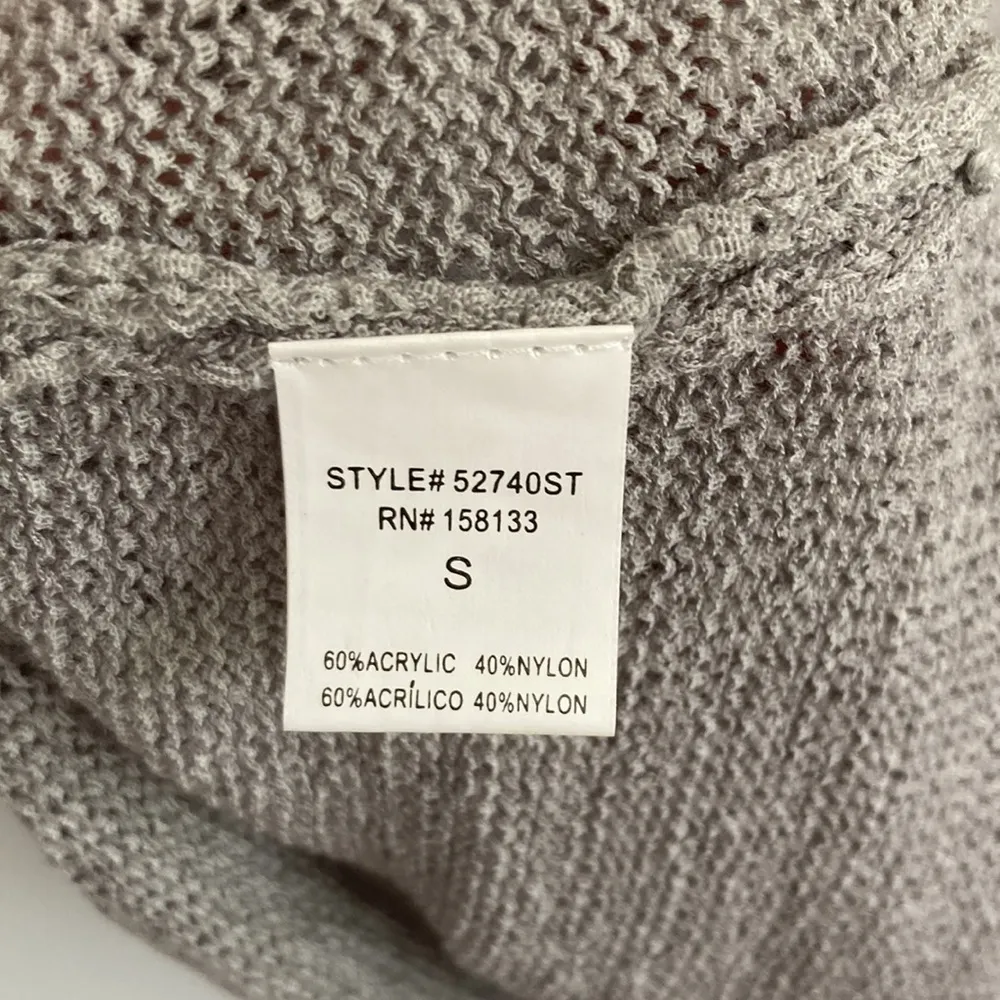 STYLE# 52740ST
RN# 158133
S
60%ACRYLIC 40%NYLON
60%ACRÍLICO 40%NYLON